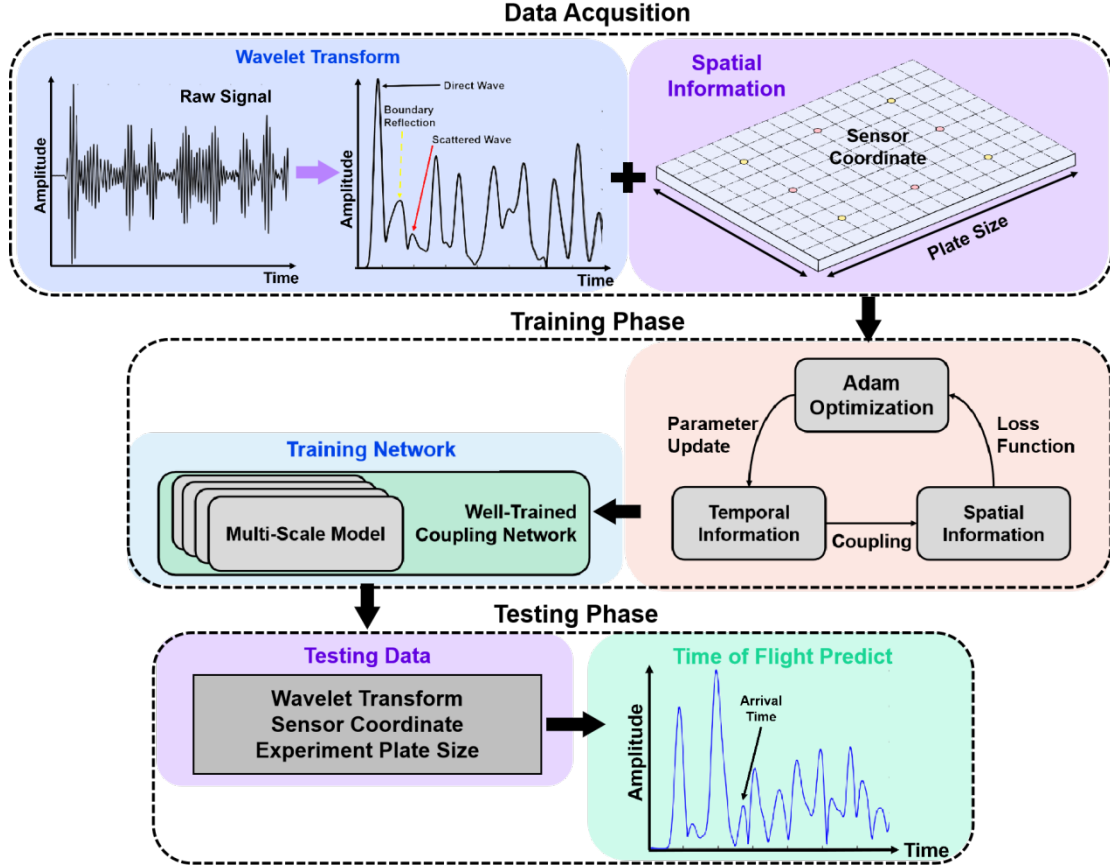 Data Acqusition
Wavelet Transform
Raw Signal
Amplitude
Time
Direct Wave
Boundary
Reflection
Scattered Wave
Amplitude
Time
+
Spatial
Information
Sensor
Coordinate
Plate Size
Training Phase
Adam
Optimization
Parameter
Update
Loss
Function
Temporal
Information
Coupling
Spatial
Information
Training Network
Multi-Scale Model
Well-Trained
Coupling Network
Testing Phase
Testing Data
Wavelet Transform
Sensor Coordinate
Experiment Plate Size
Time of Flight Predict
Arrival
Time
Amplitude
Time